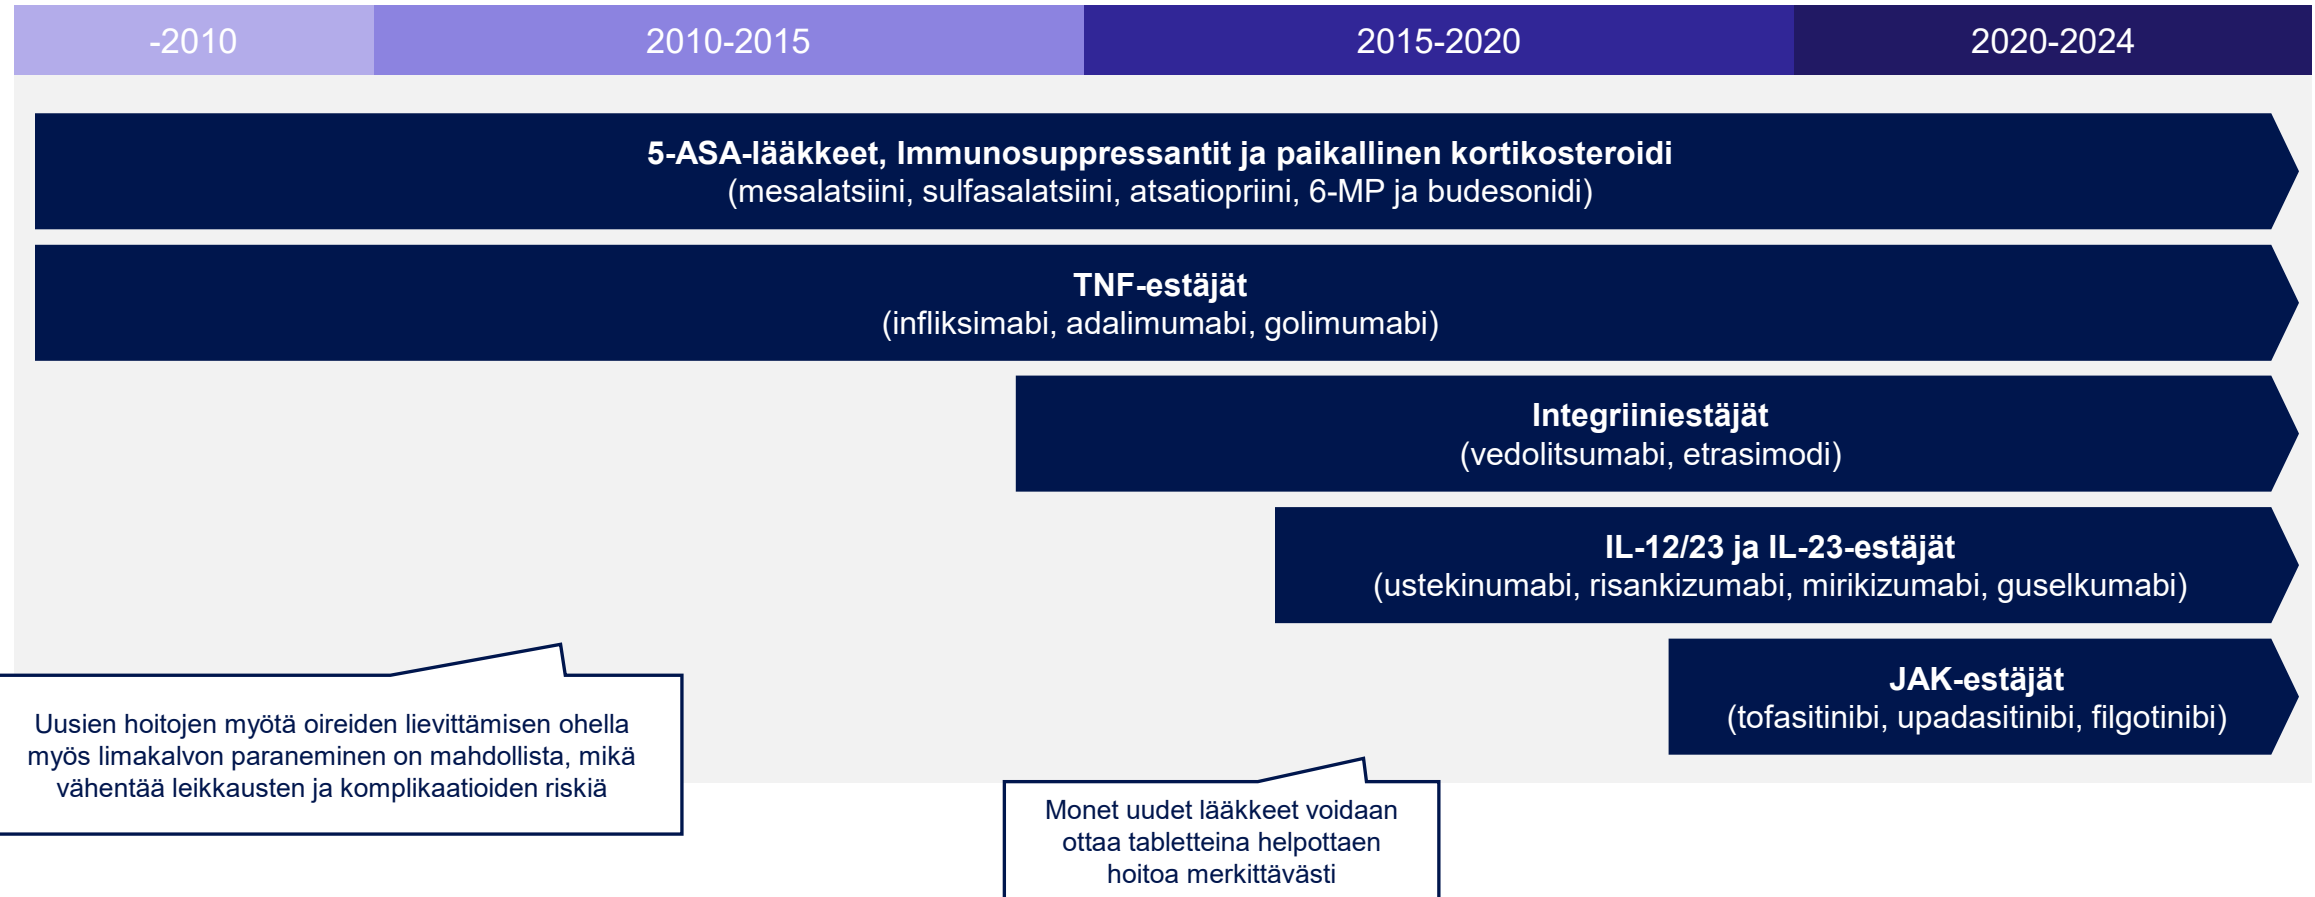 -2010
2010-2015
2015-2020
2020-2024
5-ASA-lääkkeet, Immunosuppressantit ja paikallinen kortikosteroidi
(mesalatsiini, sulfasalatsiini, atsatiopriini, 6-MP ja budesonidi)
TNF-estäjät
(infliksimabi, adalimumabi, golimumabi)
Integriiniestäjät
(vedolitsumabi, etrasimodi)
IL-12/23 ja IL-23-estäjät
(ustekinumabi, risankizumabi, mirikizumabi, guselkumabi)
JAK-estäjät
(tofasitinibi, upadasitinibi, filgotinibi)
Uusien hoitojen myötä oireiden lievittämisen ohella
myös limakalvon paraneminen on mahdollista, mikä
vähentää leikkausten ja komplikaatioiden riskiä
Monet uudet lääkkeet voidaan
ottaa tabletteina helpottaen
hoitoa merkittävästi